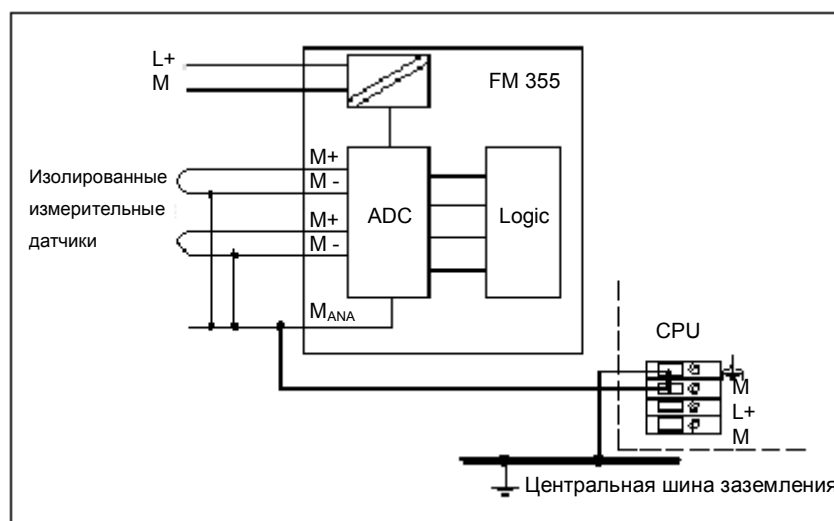 L+
M
FM 355
M+
M -
Изолированные
измерительные
датчики
M+
M -
ADC
Logic
MANA
CPU
M
L+
M
Центральная шина заземления